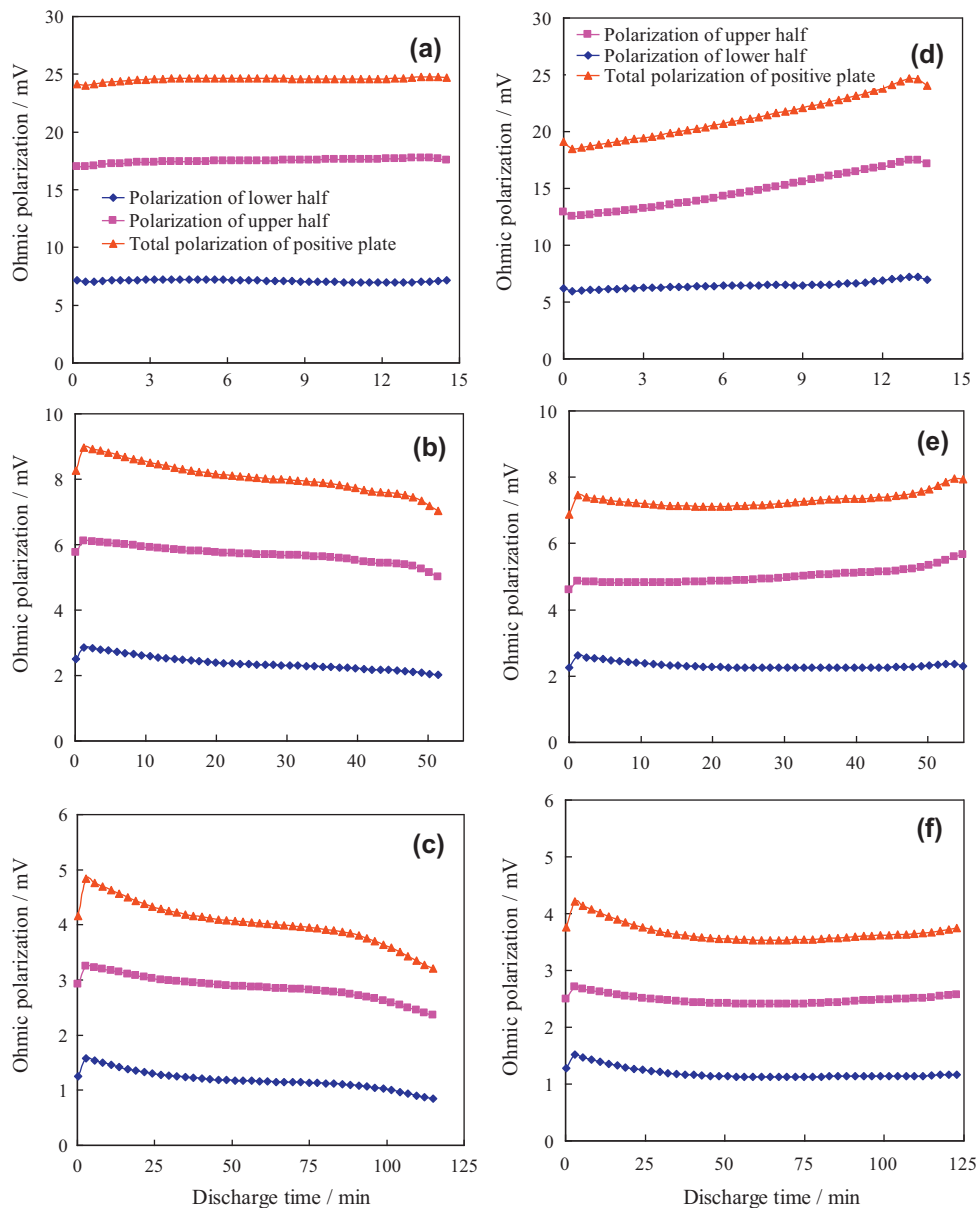 30
25
20
15
10
5
0
Ohmic polarization / mV
(a)
Polarization of lower half
Polarization of upper half
Total polarization of positive plate
0 3 6 9 12 15
30
25
20
15
10
5
0
Ohmic polarization / mV
Polarization of upper half
Polarization of lower half
Total polarization of positive plate
(d)
0 3 6 9 12 15
10
8
6
4
2
0
Ohmic polarization / mV
(b)
0 10 20 30 40 50
10
8
6
4
2
0
Ohmic polarization / mV
(e)
0 10 20 30 40 50
6
5
4
3
2
1
0
Ohmic polarization / mV
(c)
0 25 50 75 100 125
Discharge time / min
6
5
4
3
2
1
0
Ohmic polarization / mV
(f)
0 25 50 75 100 125
Discharge time / min